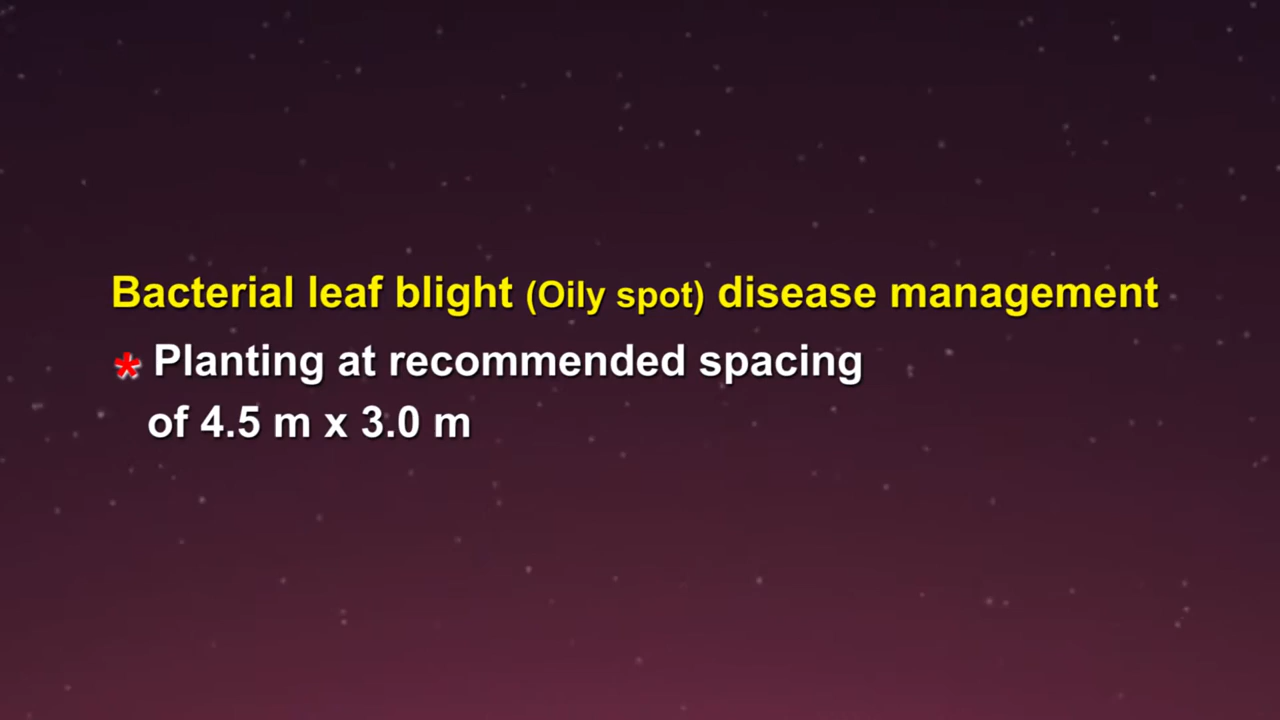 Bacterial leaf blight (Oily spot) disease management
* Planting at recommended spacing
of 4.5 m x 3.0 m